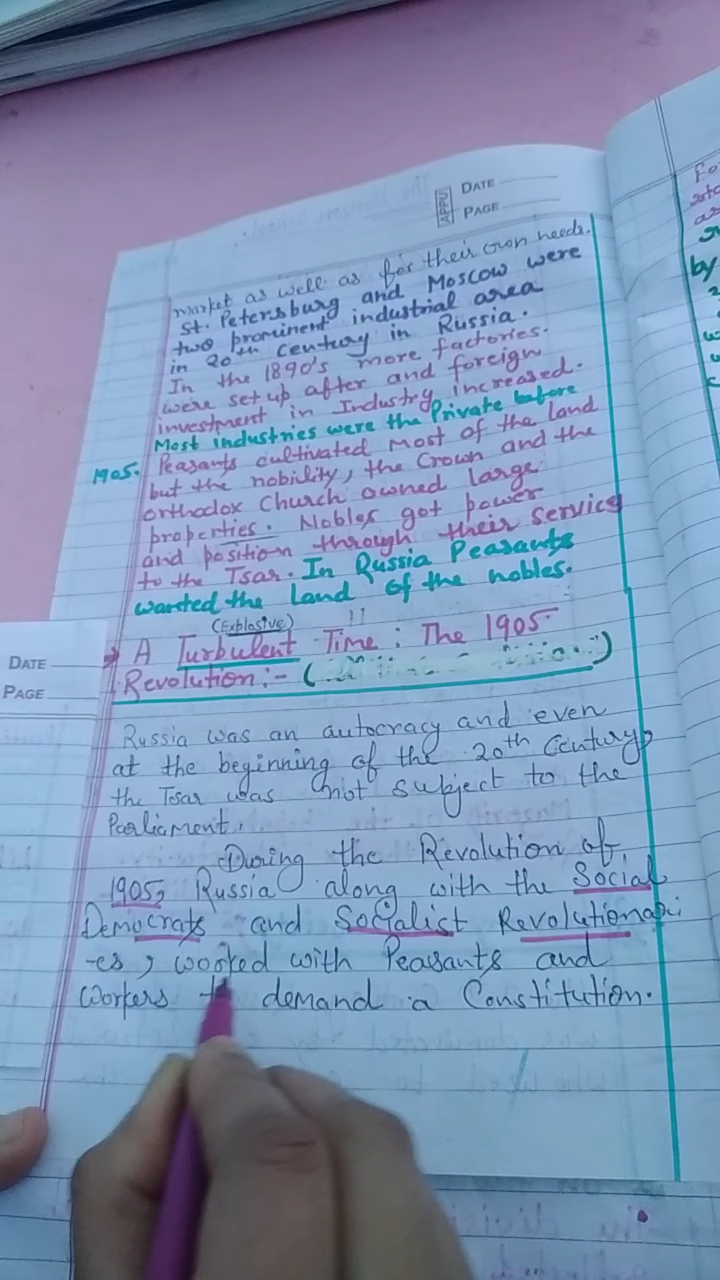 DATE
PAGE
market as well as for their own needs.
St. Petersburg and Moscow were
two prominent industrial area
in 20th century in Russia.
In the 1890's more factories.
were set up after and foreign
investment in Industry increased.
Most industries were the Private before
1905. Peasants cultivated most of the land
but the nobility, the Crown and the
orthodox Church owned large
properties. Nobles got power
and position through their service
to the Tsar. In Russia Peasants
wanted the land of the nobles.
(Explosive)
A Turbulent Time : The 1905
Revolution :-
Russia was an autocracy and even
at the beginning of the 20th Century,
the Tsar was not subject to the
Parliament.
During the Revolution of
1905, Russia along with the Social
Democrats and Socialist Revolutionari
-es, worked with Peasants and
workers demand a Constitution.
DATE
PAGE
by